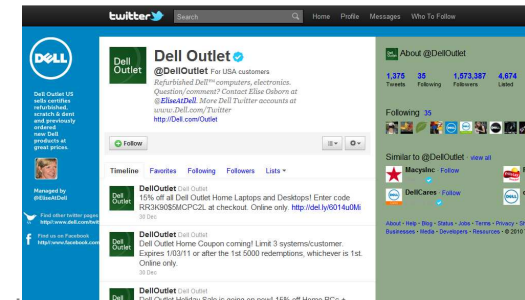 twitter Search Home Profile Messages Who To Follow
DELL
Dell Outlet US
sells certifies
refurbished,
scratch & dent
and previously
ordered
new Dell
products at
great prices.
Managed by
@EliseAtDell
Find other twitter pages
http//:www.dell.com/twit
Find us on Facebook
http//:www.facebook.com
Dell
Outlet
Dell Outlet
@DellOutlet For USA customers
Refurbished Dell™ computers, electronics.
Question/comment? Contact Elise Osborn at
@EliseAtDell. More Dell Twitter accounts at
www.Dell.com/Twitter
http://Dell.com/Outlet
Follow
Timeline Favorites Following Followers Lists
Dell
Outlet
DellOutlet Dell Outlet
15% off all Dell Outlet Home Laptops and Desktops! Enter code
RR3K90$5MCPC2L at checkout. Online only. http://del.ly/6014u0Mi
30 Dec
Dell
Outlet
DellOutlet Dell Outlet
Dell Outlet Home Coupon coming! Limit 3 systems/customer.
Expires 1/03/11 or after the 1st 5000 redemptions, whichever is 1st.
Online only.
30 Dec
Dell
DellOutlet Dell Outlet
Dell Outlet Holiday Sale is going on now! 15% off Home PCs +
About @DellOutlet
1,375 35 1,573,387 4,674
Tweets Following Followers Listed
Following 35
Similar to @DellOutlet · view all
MacysInc · Follow
DellCares · Follow
About · Help · Blog · Status · Jobs · Terms · Privacy ·
Businesses · Media · Developers · Resources · © 2010